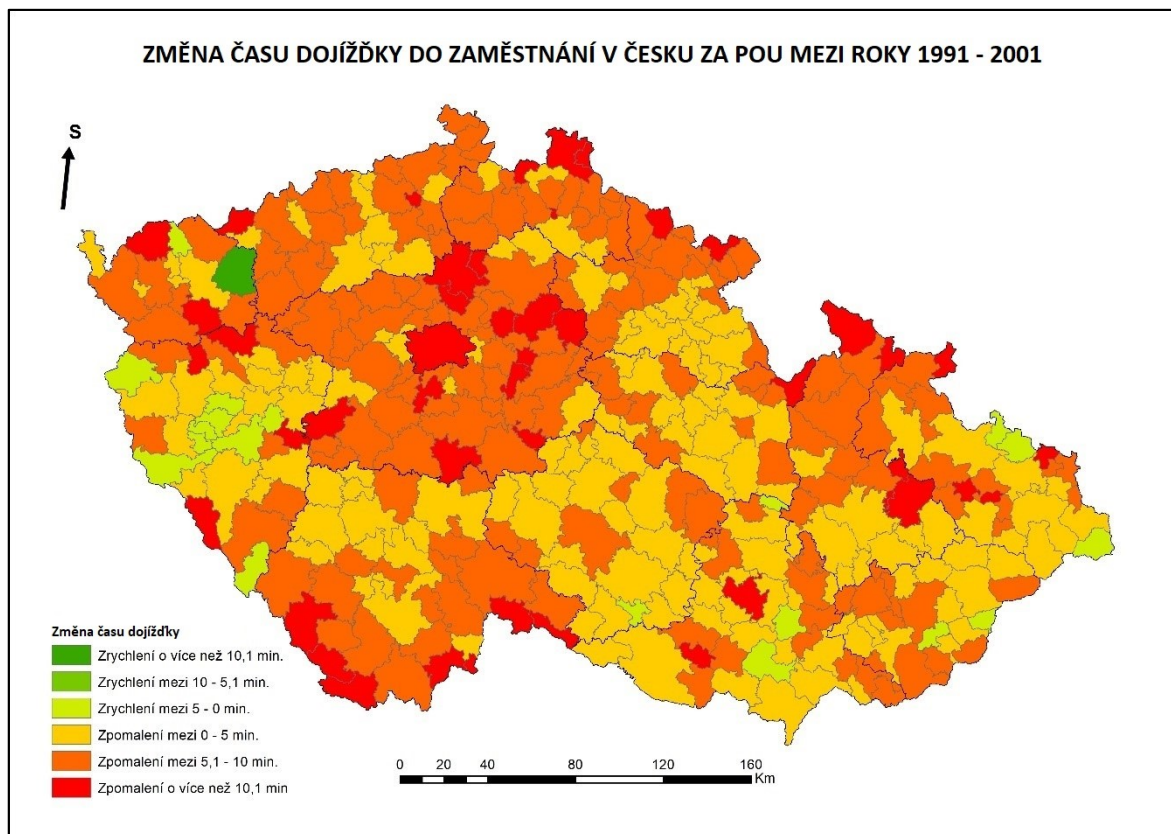 ZMĚNA ČASU DOJÍŽĎKY DO ZAMĚSTNÁNÍ V ČESKU ZA POU MEZI ROKY 1991 - 2001
S
Změna času dojížďky
Zrychlení o více než 10,1 min.
Zrychlení mezi 10 - 5,1 min.
Zrychlení mezi 5 - 0 min.
Zpomalení mezi 0 - 5 min.
Zpomalení mezi 5,1 - 10 min.
Zpomalení o více než 10,1 min
0 20 40 80 120 160
Km